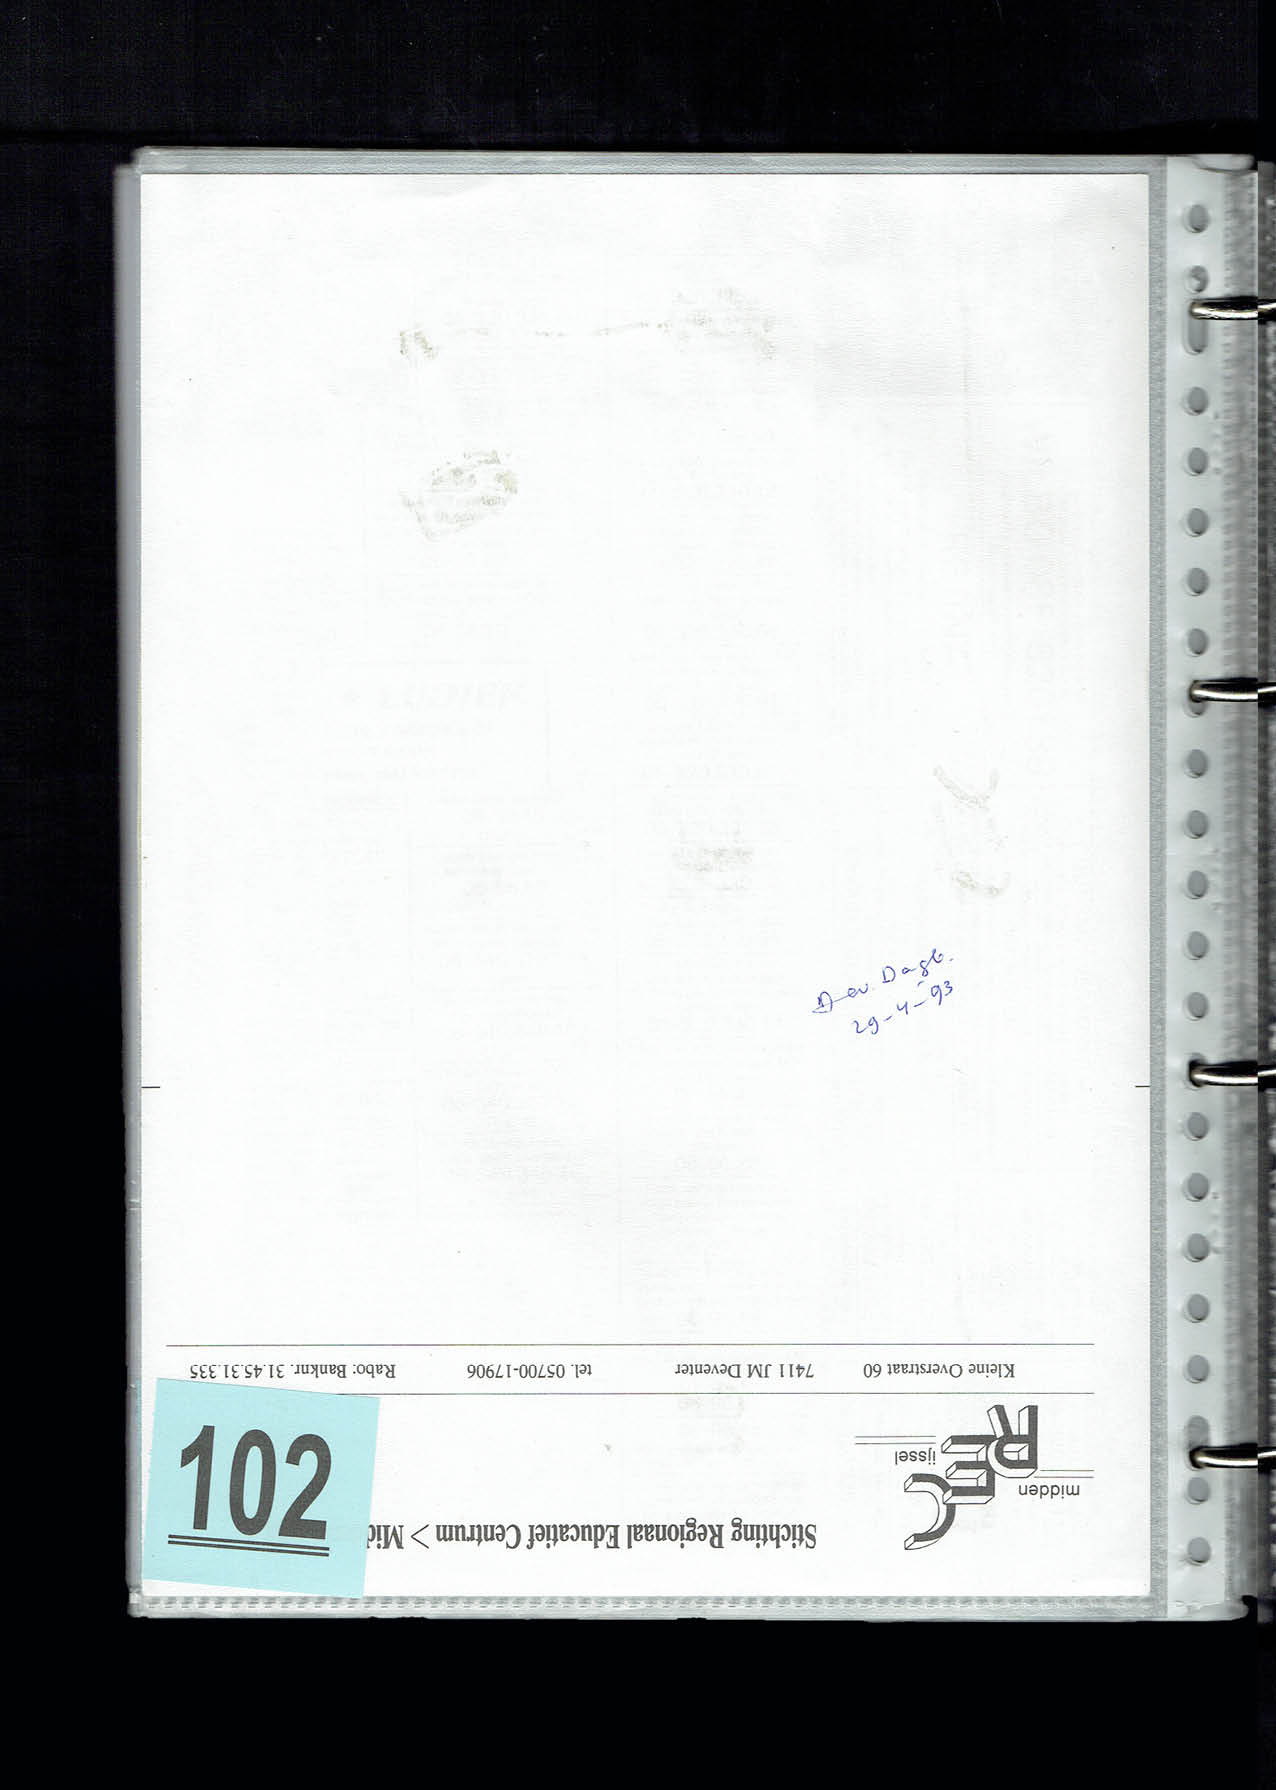 Dev. Dagb.
29-4-93
Kleine Overstraat 60 7411 JM Deventer tel. 05700-17906 Rabo: Banknr. 31.45.31.335
REC
midden
ijssel
Stichting Regionaal Educatief Centrum > Mid
102